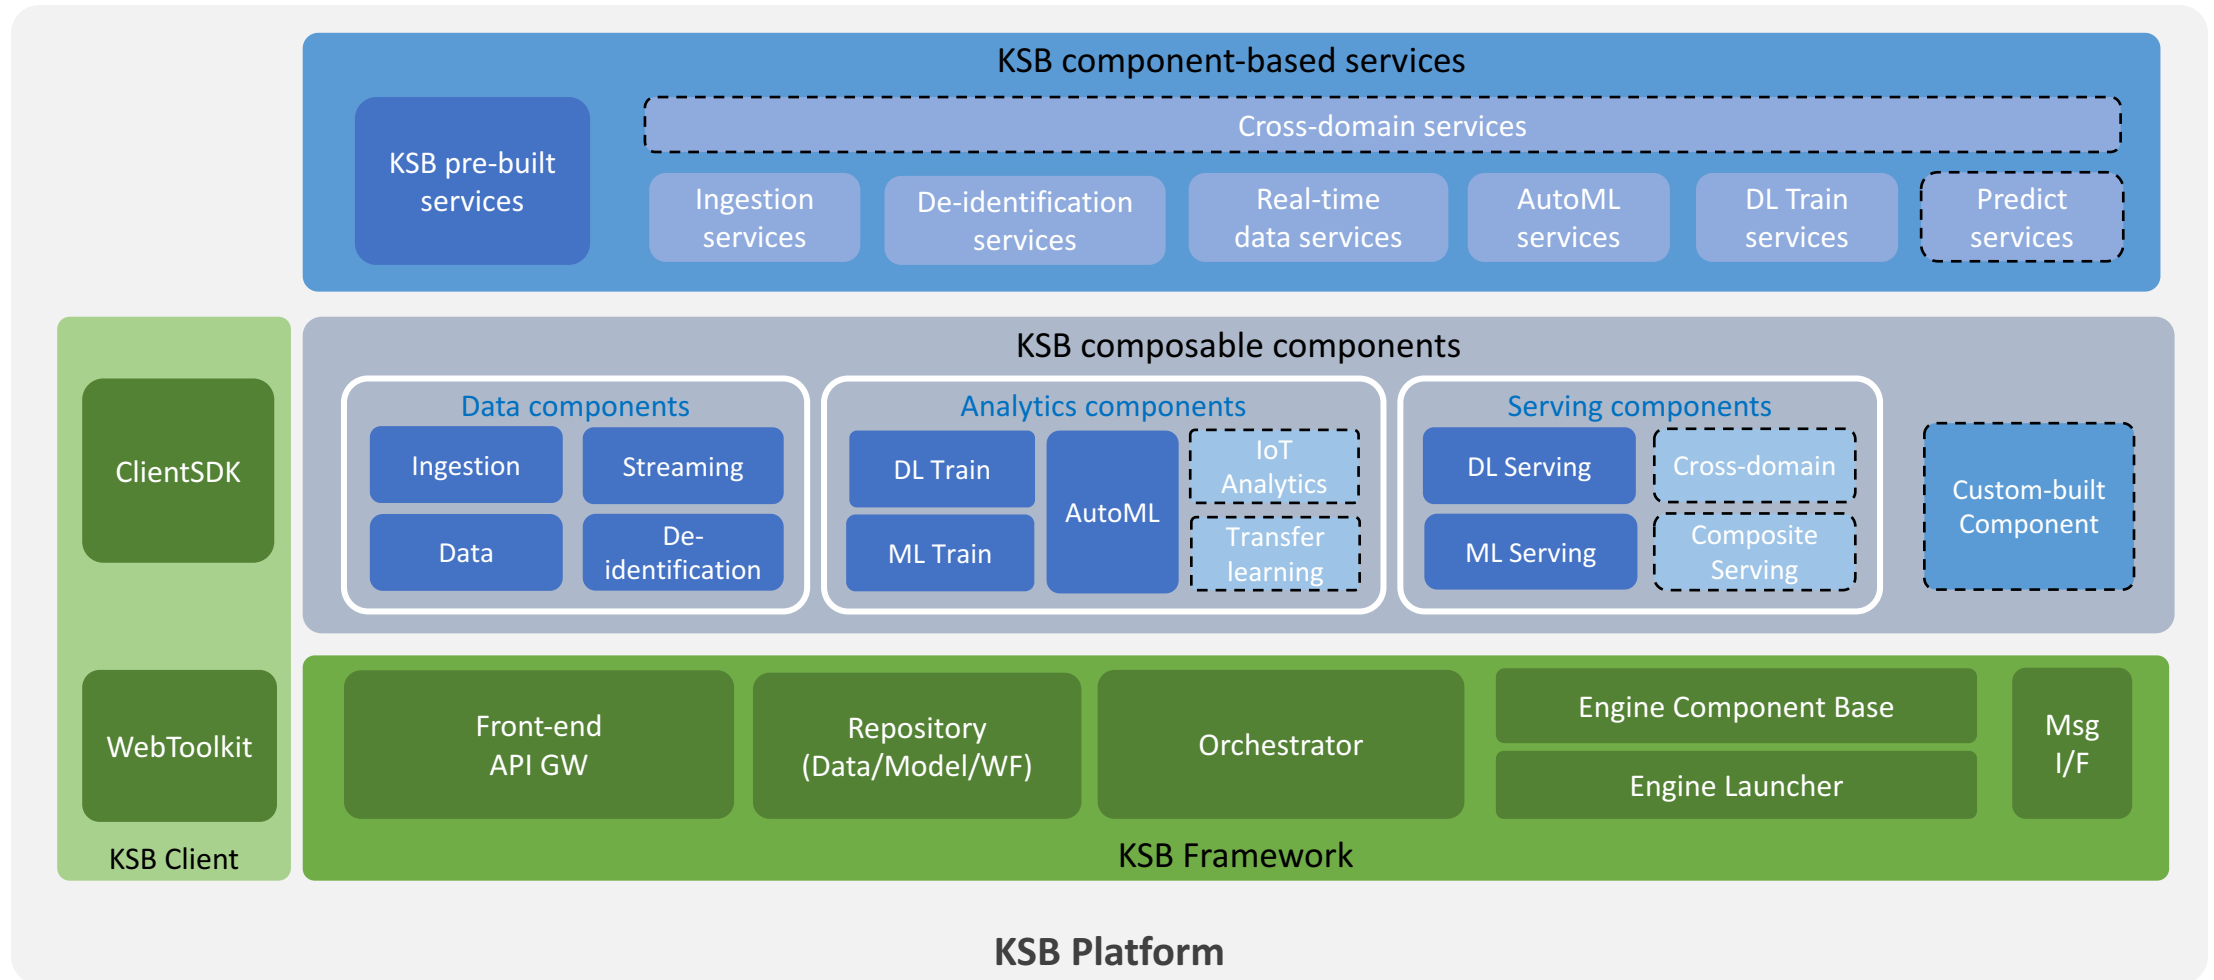 KSB component-based services
KSB pre-built
services
Cross-domain services
Ingestion
services
De-identification
services
Real-time
data services
AutoML
services
DL Train
services
Predict
services
KSB composable components
ClientSDK
Data components
Ingestion
Streaming
Data
De-
identification
Analytics components
DL Train
ML Train
AutoML
IoT
Analytics
Transfer
learning
Serving components
DL Serving
Cross-domain
ML Serving
Composite
Serving
Custom-built
Component
WebToolkit
KSB Client
Front-end
API GW
Repository
(Data/Model/WF)
Orchestrator
Engine Component Base
Engine Launcher
Msg
I/F
KSB Framework
KSB Platform